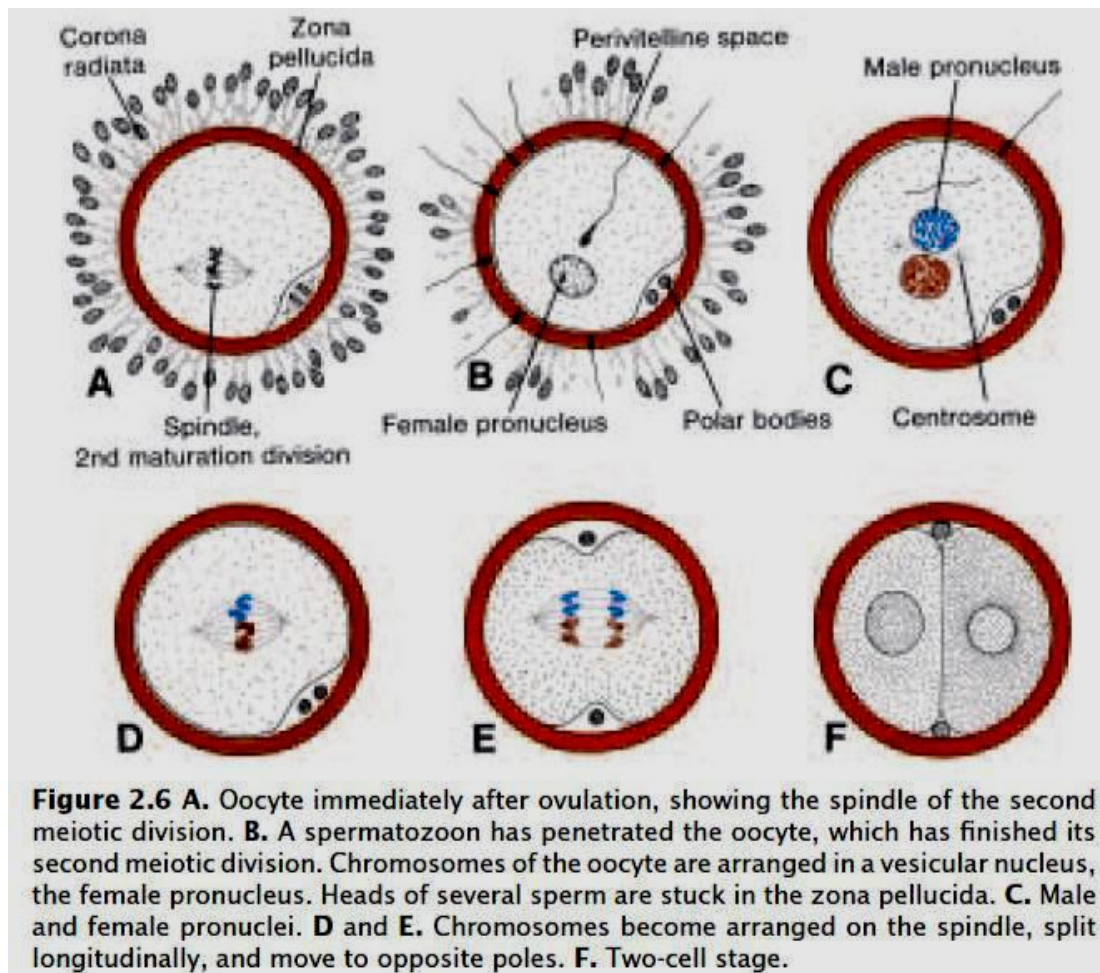 Corona
radiata
Zona
pellucida
Perivitelline space
Male pronucleus
A
B
C
Spindle,
2nd maturation division
Female pronucleus
Polar bodies
Centrosome
D
E
F
Figure 2.6 A. Oocyte immediately after ovulation, showing the spindle of the second
meiotic division. B. A spermatozoon has penetrated the oocyte, which has finished its
second meiotic division. Chromosomes of the oocyte are arranged in a vesicular nucleus,
the female pronucleus. Heads of several sperm are stuck in the zona pellucida. C. Male
and female pronuclei. D and E. Chromosomes become arranged on the spindle, split
longitudinally, and move to opposite poles. F. Two-cell stage.